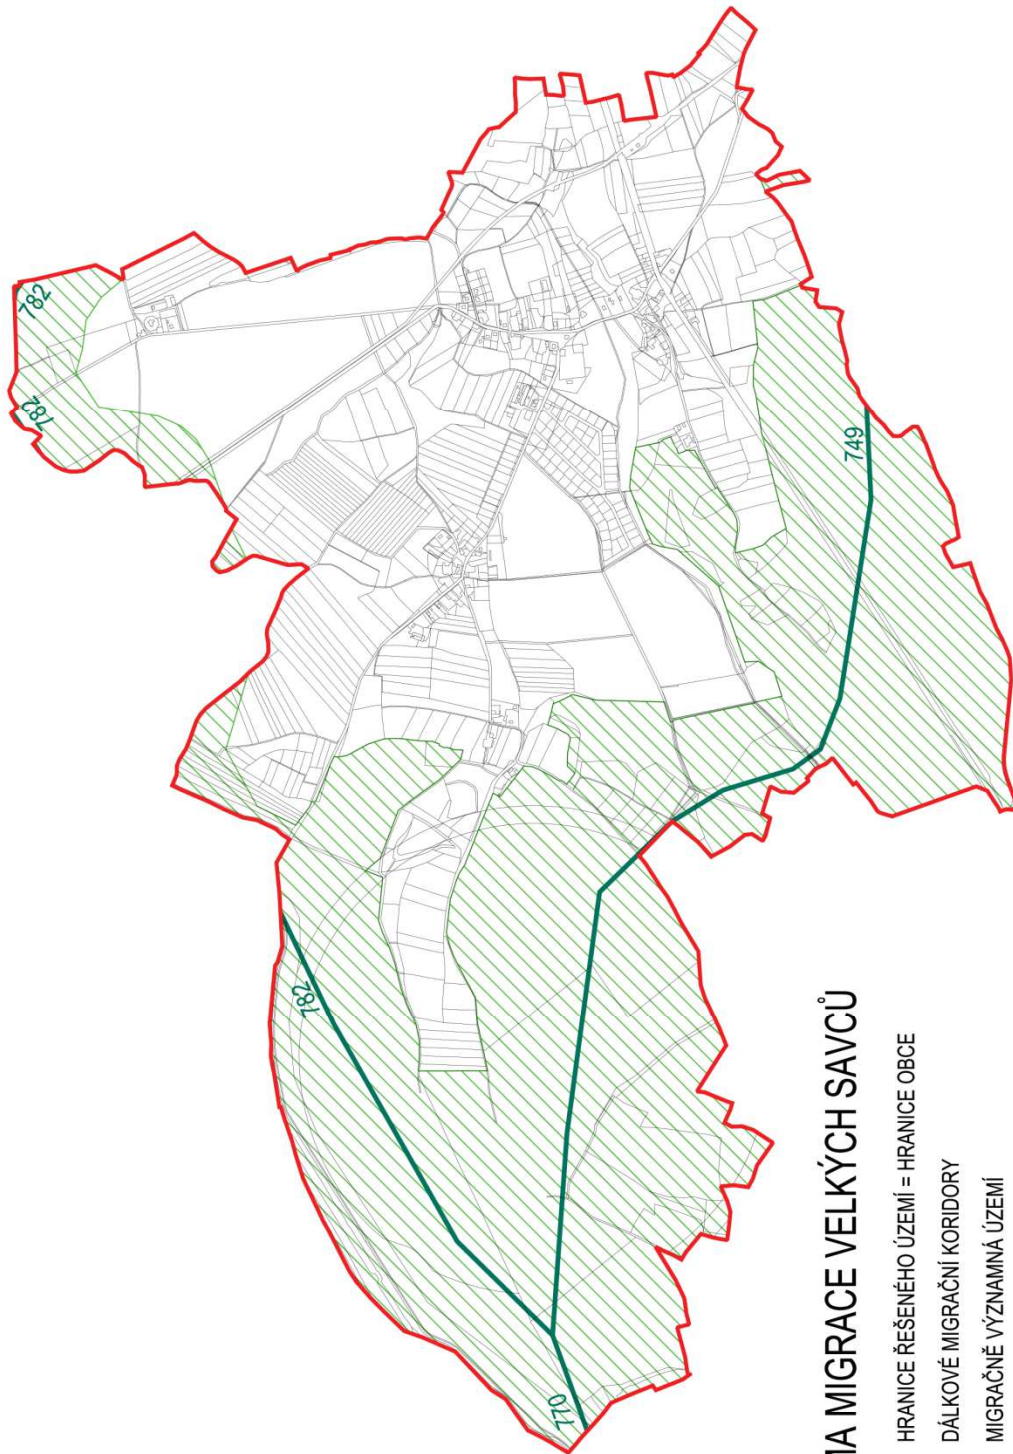 782
782
749
782
770
MIGRACE VELKÝCH SAVCŮ
HRANICE ŘEŠENÉHO ÚZEMÍ = HRANICE OBCE
DÁLKOVÉ MIGRAČNÍ KORIDORY
MIGRAČNĚ VÝZNAMNÁ ÚZEMÍ